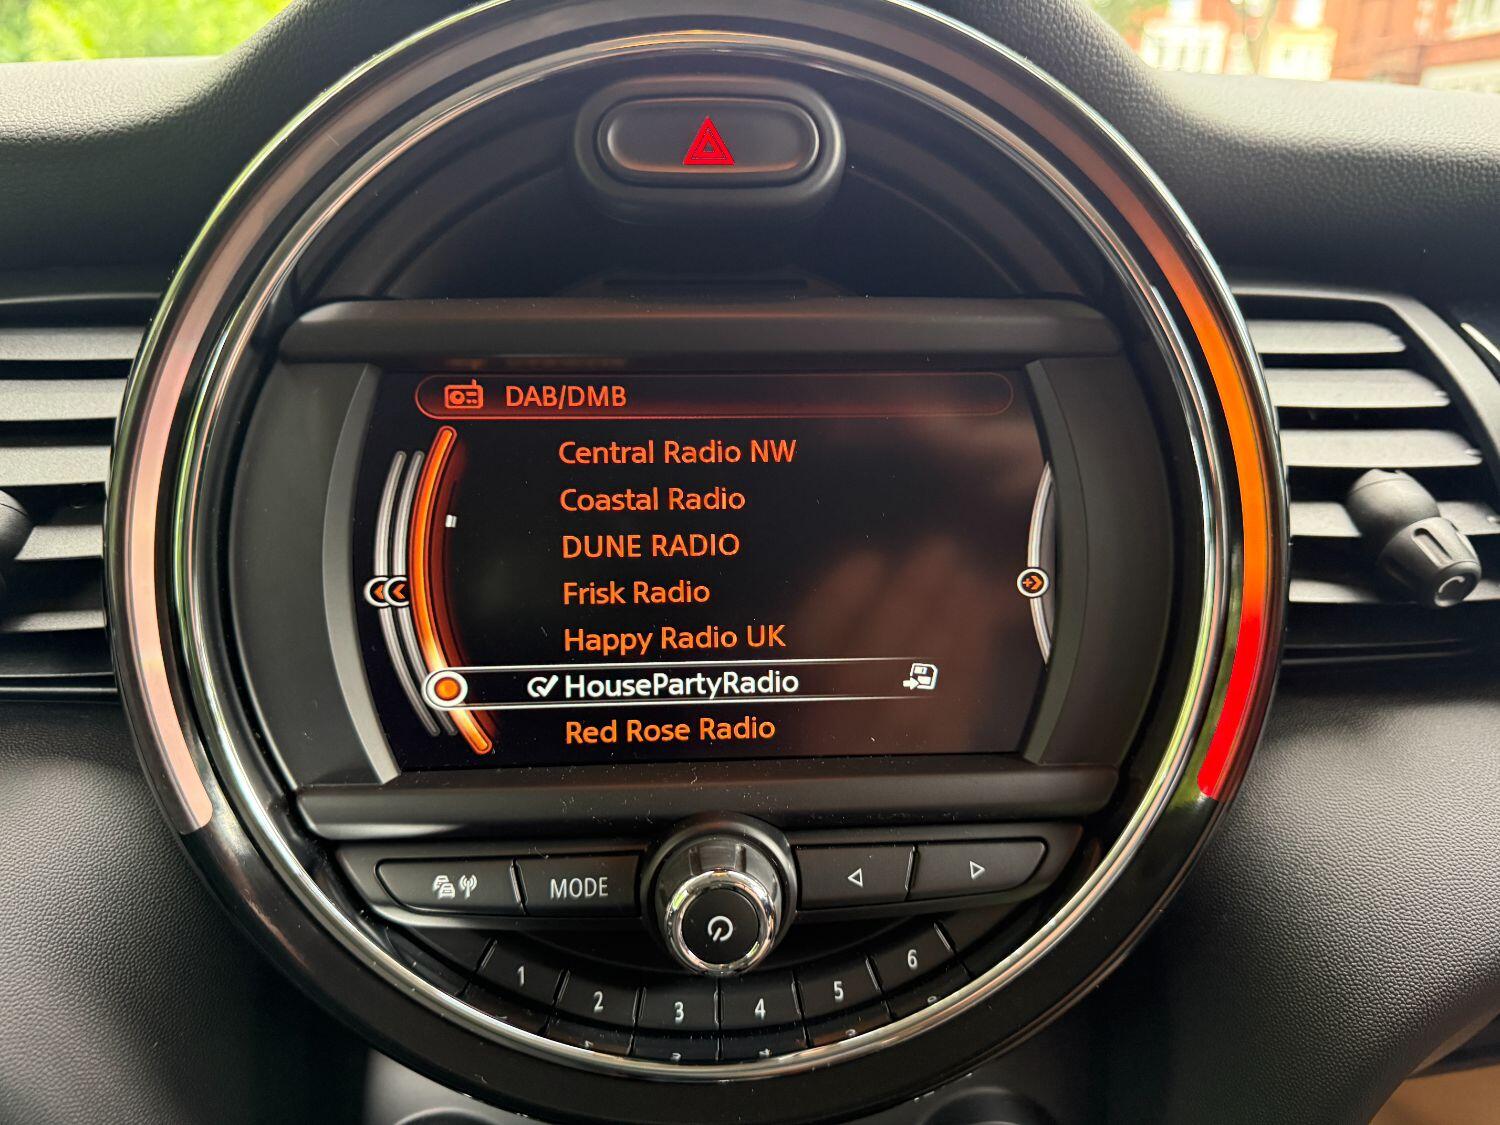 DAB/DMB
Central Radio NW
Coastal Radio
DUNE RADIO
Frisk Radio
Happy Radio UK
HousePartyRadio
Red Rose Radio
MODE
1 2 3 4 5 6